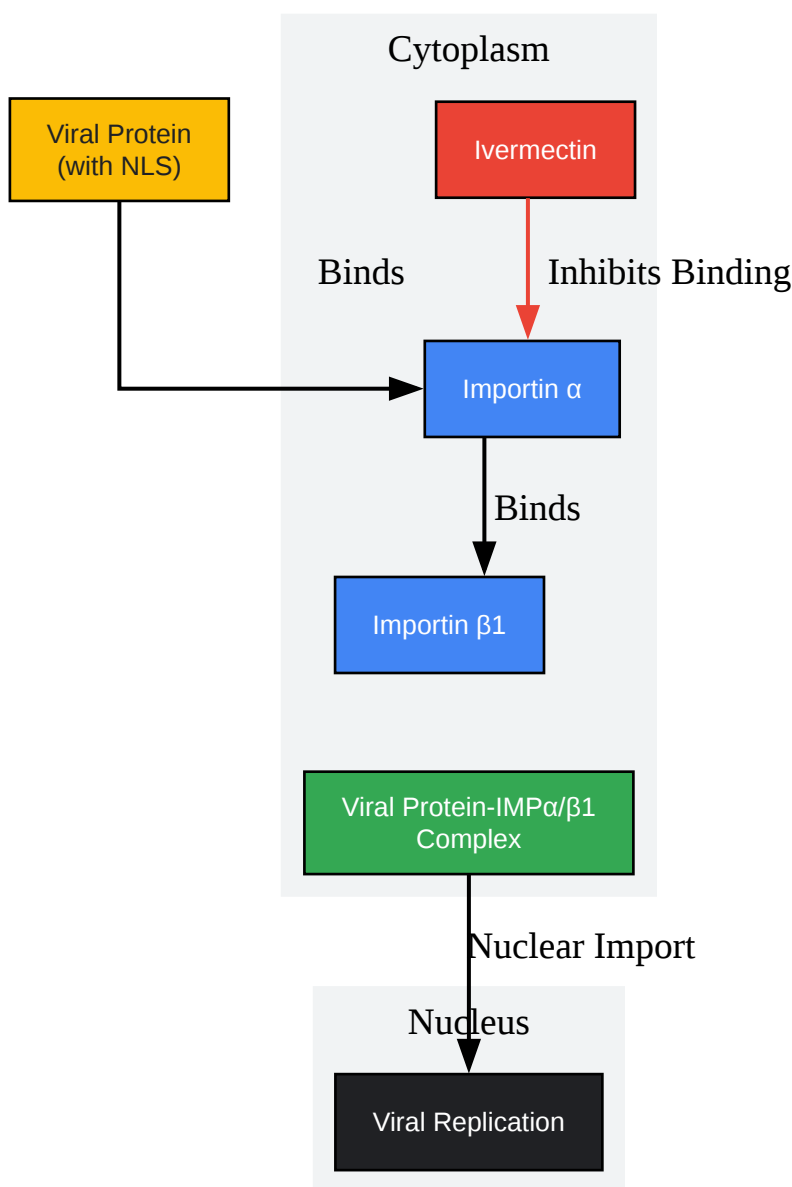 Cytoplasm
Viral Protein
(with NLS)
Ivermectin
Binds
Inhibits Binding
Importin α
Binds
Importin β1
Viral Protein-IMPα/β1
Complex
Nuclear Import
Nucleus
Viral Replication